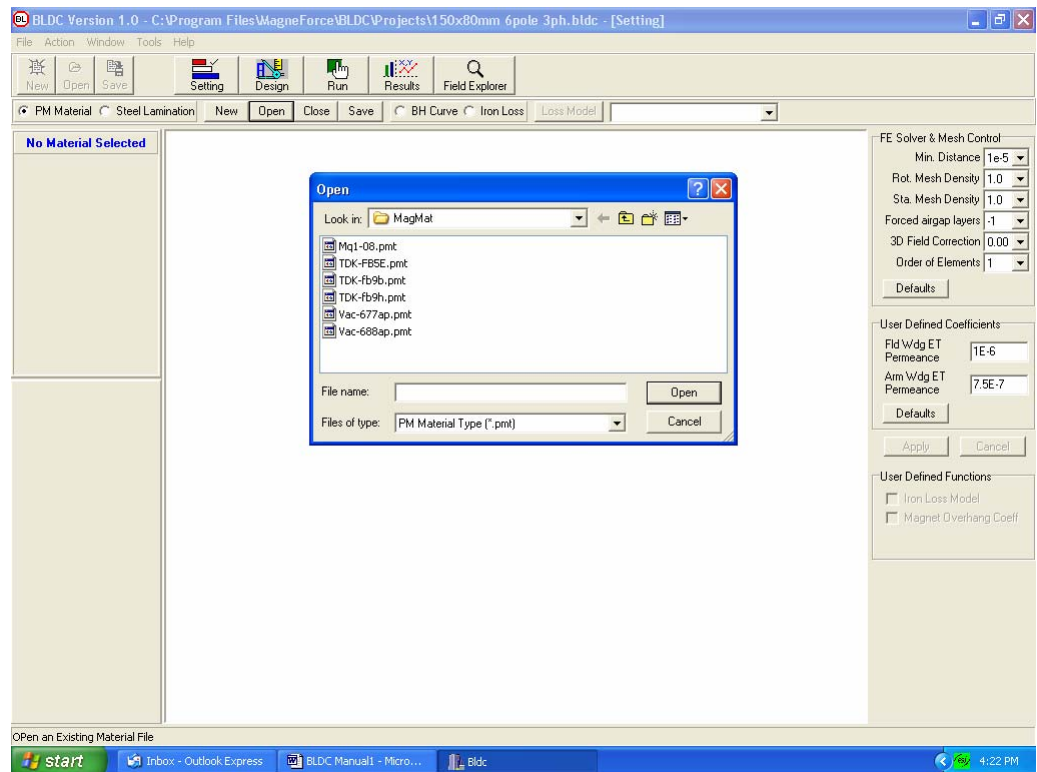 BLDC Version 1.0 - C:\Program Files\MagneForce\BLDC\Projects\150x80mm 6pole 3ph.bldc - [Setting]
File Action Window Tools Help
New Open Save Setting Design Run Results Field Explorer
PM Material Steel Lamination New Open Close Save BH Curve Iron Loss Loss Model
No Material Selected
Open
Look in: MagMat
Mq1-08.pmt
TDK-FB5E.pmt
TDK-fb9b.pmt
TDK-fb9h.pmt
Vac-677ap.pmt
Vac-688ap.pmt
File name: Open
Files of type: PM Material Type (*.pmt) Cancel
FE Solver & Mesh Control
Min. Distance 1e-5
Rot. Mesh Density 1.0
Sta. Mesh Density 1.0
Forced airgap layers -1
3D Field Correction 0.00
Order of Elements 1
Defaults
User Defined Coefficients
Fld Wdg ET
Permeance 1E-6
Arm Wdg ET
Permeance 7.5E-7
Defaults
Apply Cancel
User Defined Functions
Iron Loss Model
Magnet Overhang Coeff
OPen an Existing Material File
start Inbox - Outlook Express BLDC Manual1 - Micro... Bldc 4:22 PM